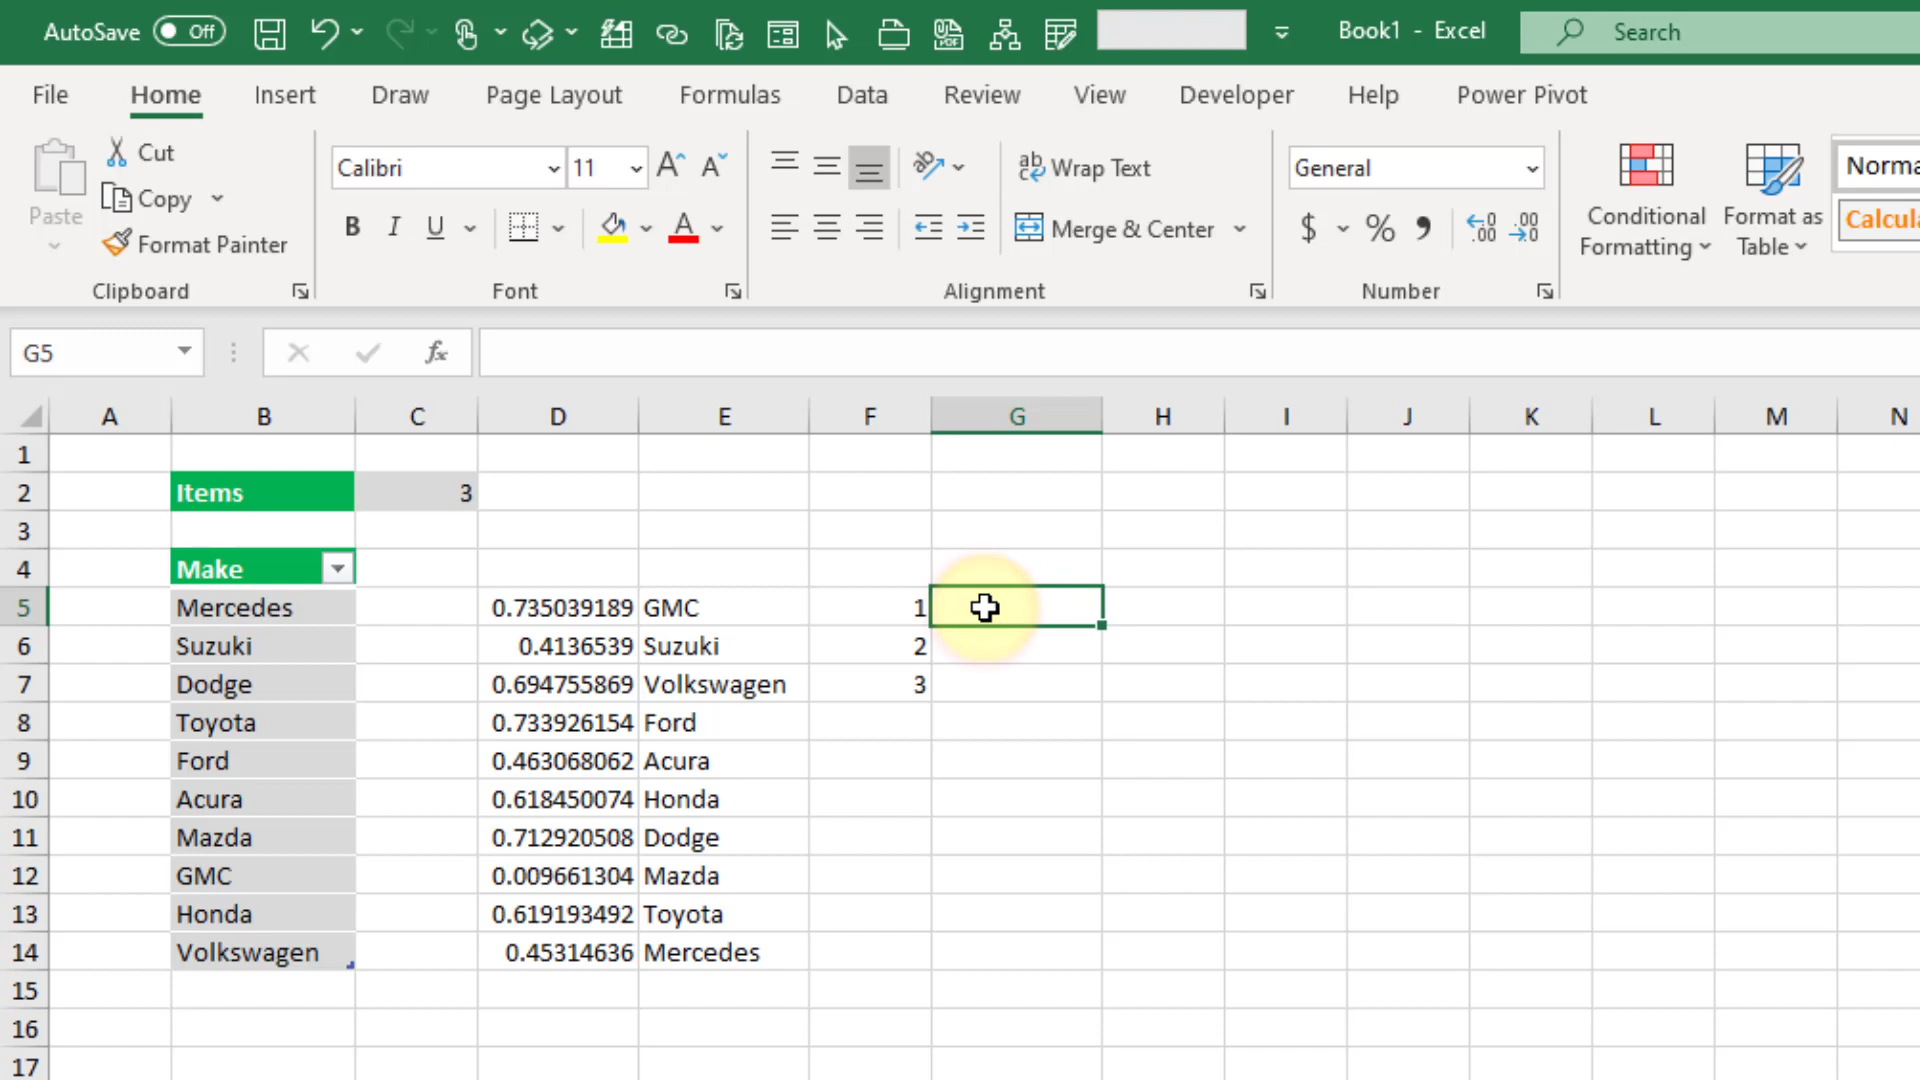 AutoSave Off Book1 - Excel Search
File Home Insert Draw Page Layout Formulas Data Review View Developer Help Power Pivot
Paste
Cut
Copy
Format Painter
Clipboard
Calibri 11
B I U
Font
Wrap Text
Merge & Center
Alignment
General
$ % ,
Number
Conditional Formatting
Format as Table
Norma
Calcula
G5 fx
A B C D E F G H I J K L M N
1
2 Items 3
3
4 Make
5 Mercedes 0.735039189 GMC 1
6 Suzuki 0.4136539 Suzuki 2
7 Dodge 0.694755869 Volkswagen 3
8 Toyota 0.733926154 Ford
9 Ford 0.463068062 Acura
10 Acura 0.618450074 Honda
11 Mazda 0.712920508 Dodge
12 GMC 0.009661304 Mazda
13 Honda 0.619193492 Toyota
14 Volkswagen 0.45314636 Mercedes
15
16
17